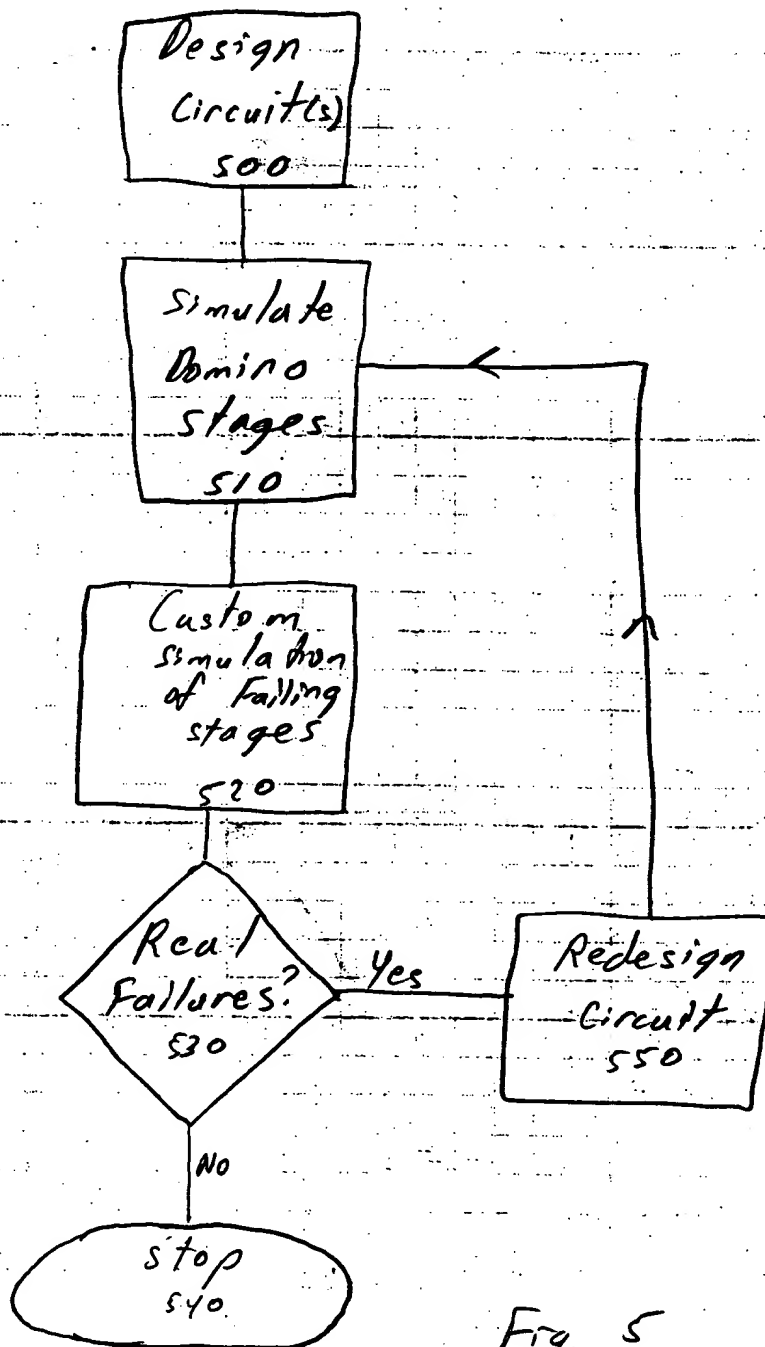 Design
Circuit(s)
500
Simulate
Domino
stages
510
Custom
simulation
of Failing
stages
520
Real
Failures?
530
Yes
Redesign
Circuit
550
No
stop
540
Fig 5